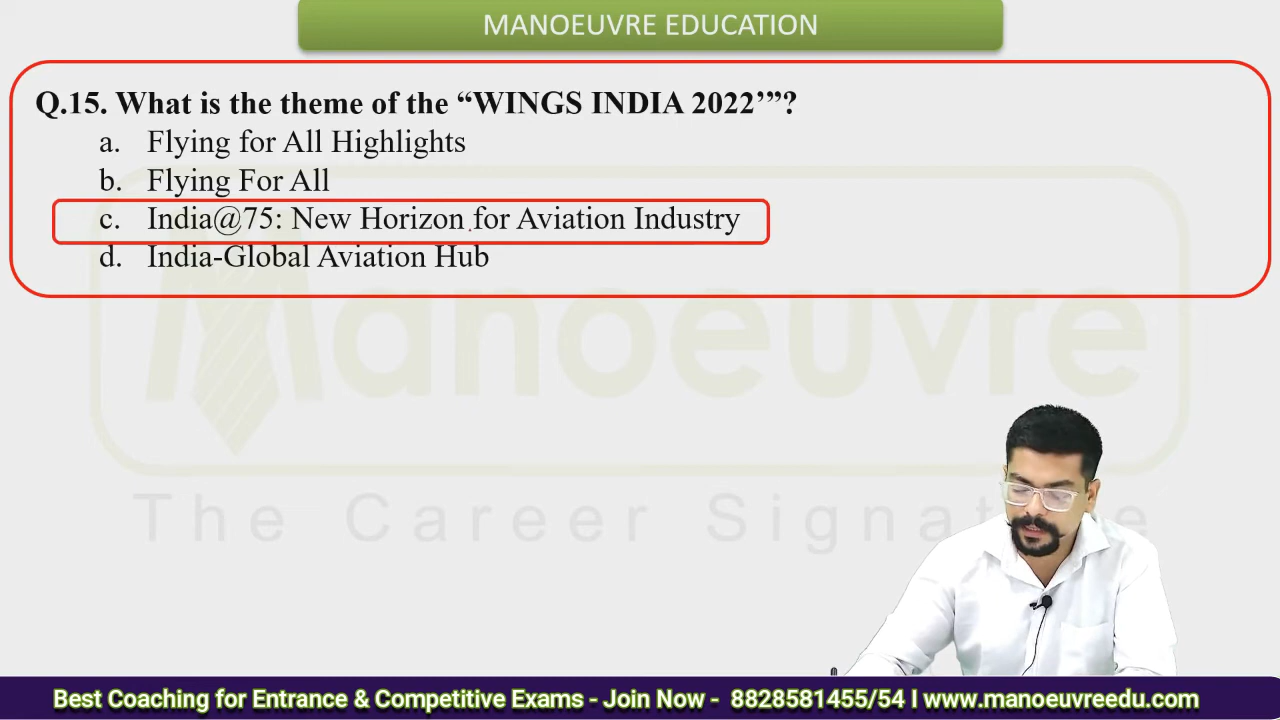 MANOEUVRE EDUCATION
Q.15. What is the theme of the “WINGS INDIA 2022’”?
a. Flying for All Highlights
b. Flying For All
c. India@75: New Horizon for Aviation Industry
d. India-Global Aviation Hub
Manoeuvre
The Career Signature
Best Coaching for Entrance & Competitive Exams - Join Now - 8828581455/54 I www.manoeuvreedu.com